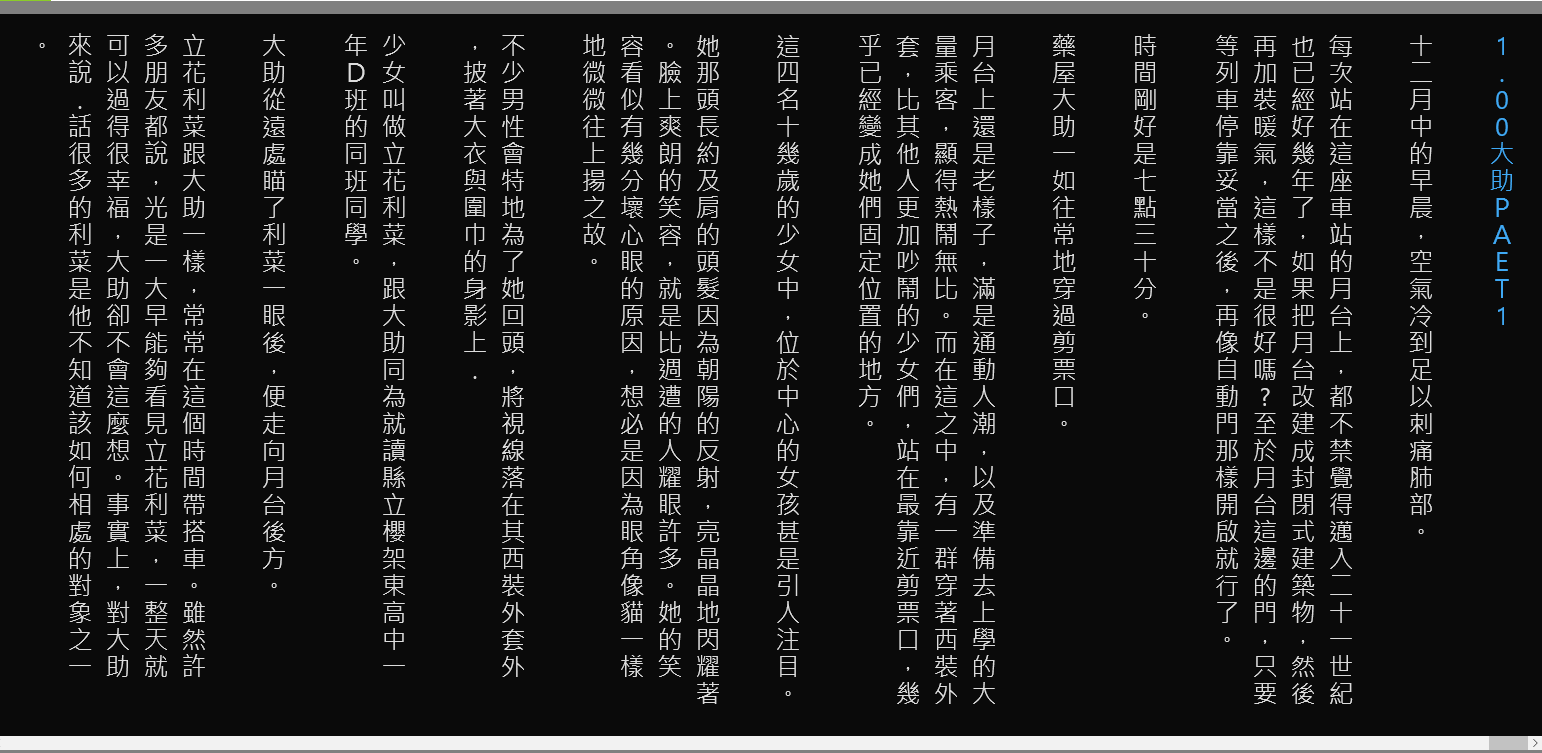 1．00大助PAET1
十二月中的早晨，空氣冷到足以刺痛肺部。
每次站在這座車站的月台上，都不禁覺得邁入二十一世紀
也已經好幾年了，如果把月台改建成封閉式建築物，然後
再加裝暖氣，這樣不是很好嗎？至於月台這邊的門，只要
等列車停靠妥當之後，再像自動門那樣開啟就行了。
時間剛好是七點三十分。
藥屋大助一如往常地穿過剪票口。
月台上還是老樣子，滿是通勤人潮，以及準備去上學的大
量乘客，顯得熱鬧無比。而在這之中，有一群穿著西裝外
套，比其他人更加吵鬧的少女們，站在最靠近剪票口，幾
乎已經變成她們固定位置的地方。
這四名十幾歲的少女中，位於中心的女孩甚是引人注目。
她那頭長約及肩的頭髮因為朝陽的反射，亮晶晶地閃耀著
。臉上爽朗的笑容，就是比週遭的人耀眼許多。她的笑
容看似有幾分壞心眼的原因，想必是因為眼角像貓一樣
地微微往上揚之故。
不少男性會特地為了她回頭，將視線落在其西裝外套外
，披著大衣與圍巾的身影上．
少女叫做立花利菜，跟大助同為就讀縣立櫻架東高中一
年D班的同班同學。
大助從遠處瞄了利菜一眼後，便走向月台後方。
立花利菜跟大助一樣，常常在這個時間帶搭車。雖然許
多朋友都說，光是一大早能夠看見立花利菜，一整天就
可以過得很幸福，大助卻不會這麼想。事實上，對大助
來說．話很多的利菜是他不知道該如何相處的對象之一
。